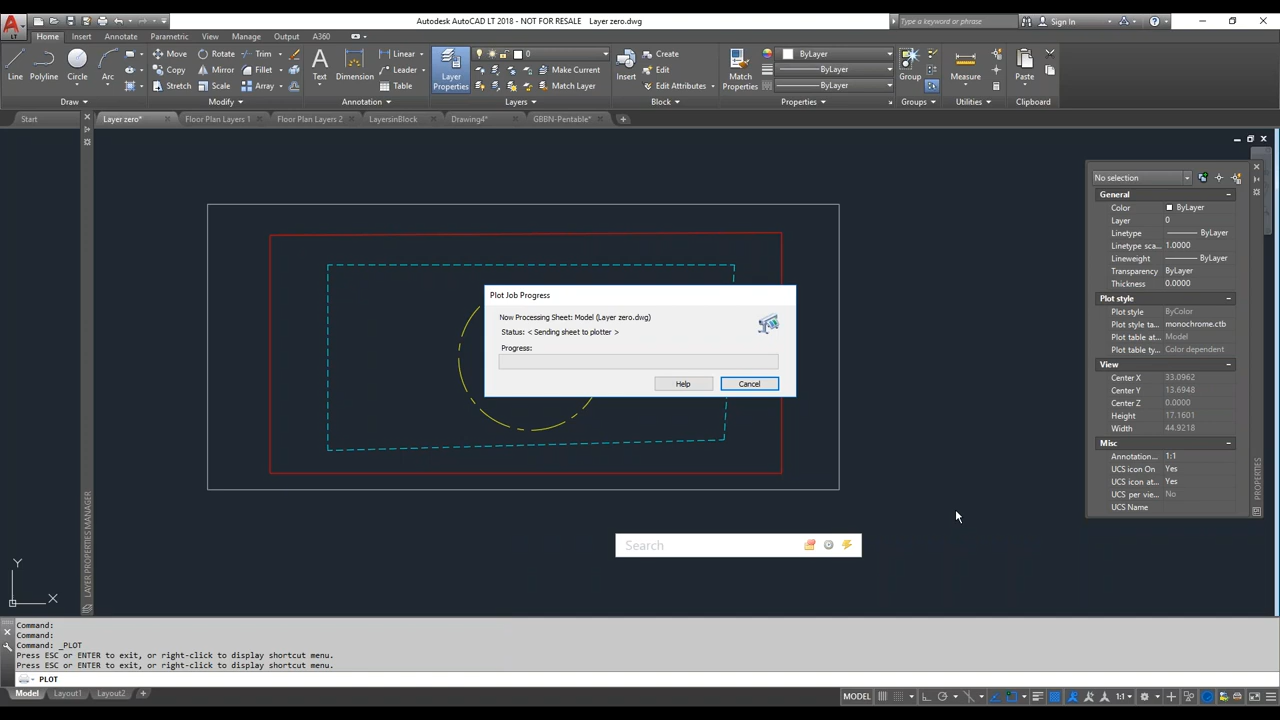 Autodesk AutoCAD LT 2018 - NOT FOR RESALE Layer zero.dwg
Type a keyword or phrase
Sign In
LT
Home Insert Annotate Parametric View Manage Output A360
Line
Polyline
Circle
Arc
Move
Copy
Stretch
Rotate
Mirror
Scale
Trim
Fillet
Array
Text
Dimension
Linear
Leader
Table
Layer
Properties
0
Make Current
Match Layer
Insert
Create
Edit
Edit Attributes
Match
Properties
ByLayer
ByLayer
ByLayer
Group
Measure
Paste
Draw Modify Annotation Layers Block Properties Groups Utilities Clipboard
Start Layer zero* Floor Plan Layers 1 Floor Plan Layers 2 LayersinBlock Drawing4* GBBN-Pentable*
No selection
General
Color ByLayer
Layer 0
Linetype ByLayer
Linetype sca... 1.0000
Lineweight ByLayer
Transparency ByLayer
Thickness 0.0000
Plot style
Plot style ByColor
Plot style ta... monochrome.ctb
Plot table at... Model
Plot table ty... Color dependent
View
Center X 33.0962
Center Y 13.6948
Center Z 0.0000
Height 17.1601
Width 44.9218
Misc
Annotation... 1:1
UCS icon On Yes
UCS icon at... Yes
UCS per vie... No
UCS Name
PROPERTIES
Plot Job Progress
Now Processing Sheet: Model (Layer zero.dwg)
Status: < Sending sheet to plotter >
Progress:
Help Cancel
Search
LAYER PROPERTIES MANAGER
Y
X
Command:
Command:
Command: _PLOT
Press ESC or ENTER to exit, or right-click to display shortcut menu.
Press ESC or ENTER to exit, or right-click to display shortcut menu.
PLOT
Model Layout1 Layout2
MODEL
1:1